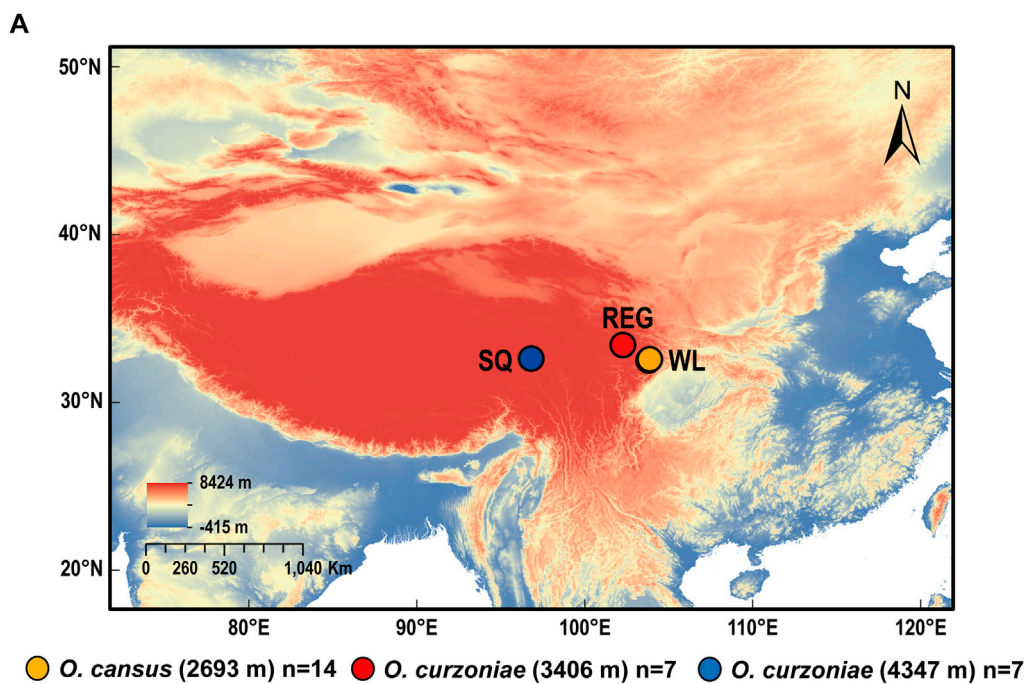 A
50°N
N
40°N
REG
SQ
WL
30°N
8424 m
-415 m
0 260 520 1,040 Km
20°N
80°E 90°E 100°E 110°E 120°E
O. cansus (2693 m) n=14 O. curzoniae (3406 m) n=7 O. curzoniae (4347 m) n=7